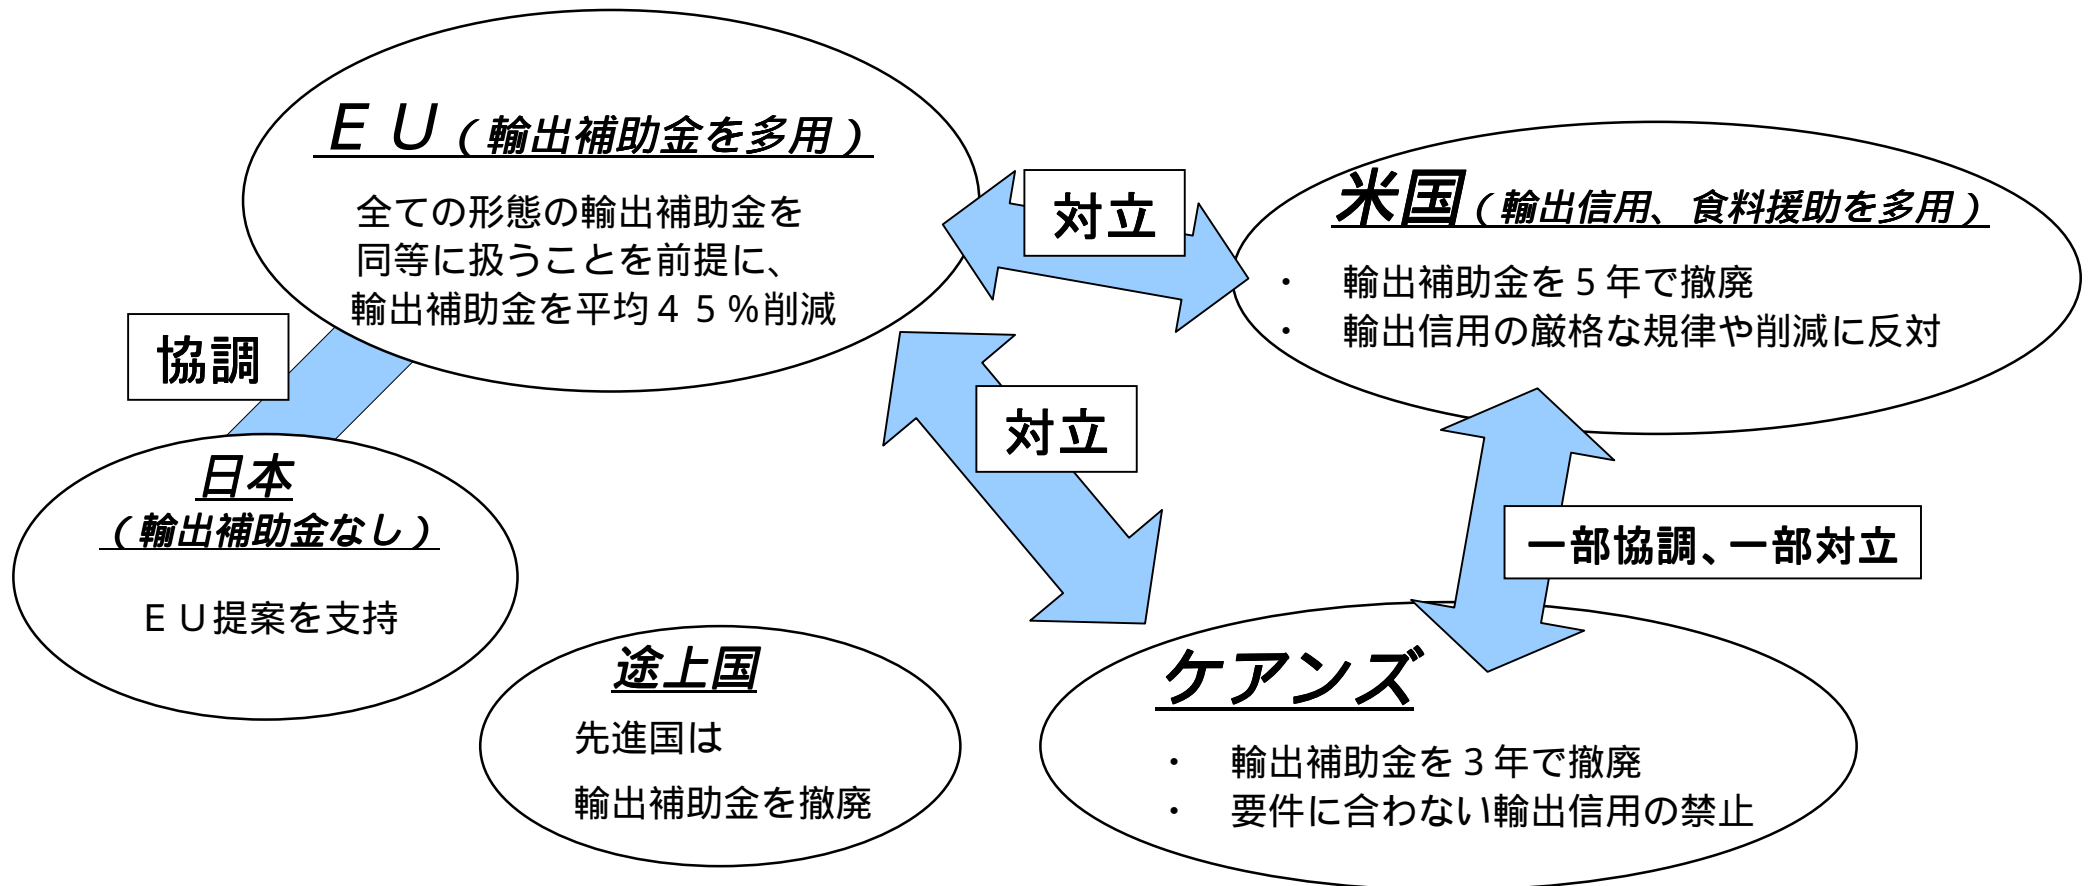 ＥＵ（輸出補助金を多用）
全ての形態の輸出補助金を
同等に扱うことを前提に、
輸出補助金を平均４５％削減
対立
米国（輸出信用、食料援助を多用）
・ 輸出補助金を５年で撤廃
・ 輸出信用の厳格な規律や削減に反対
協調
対立
日本
（輸出補助金なし）
ＥＵ提案を支持
一部協調、一部対立
途上国
先進国は
輸出補助金を撤廃
ケアンズ
・ 輸出補助金を３年で撤廃
・ 要件に合わない輸出信用の禁止